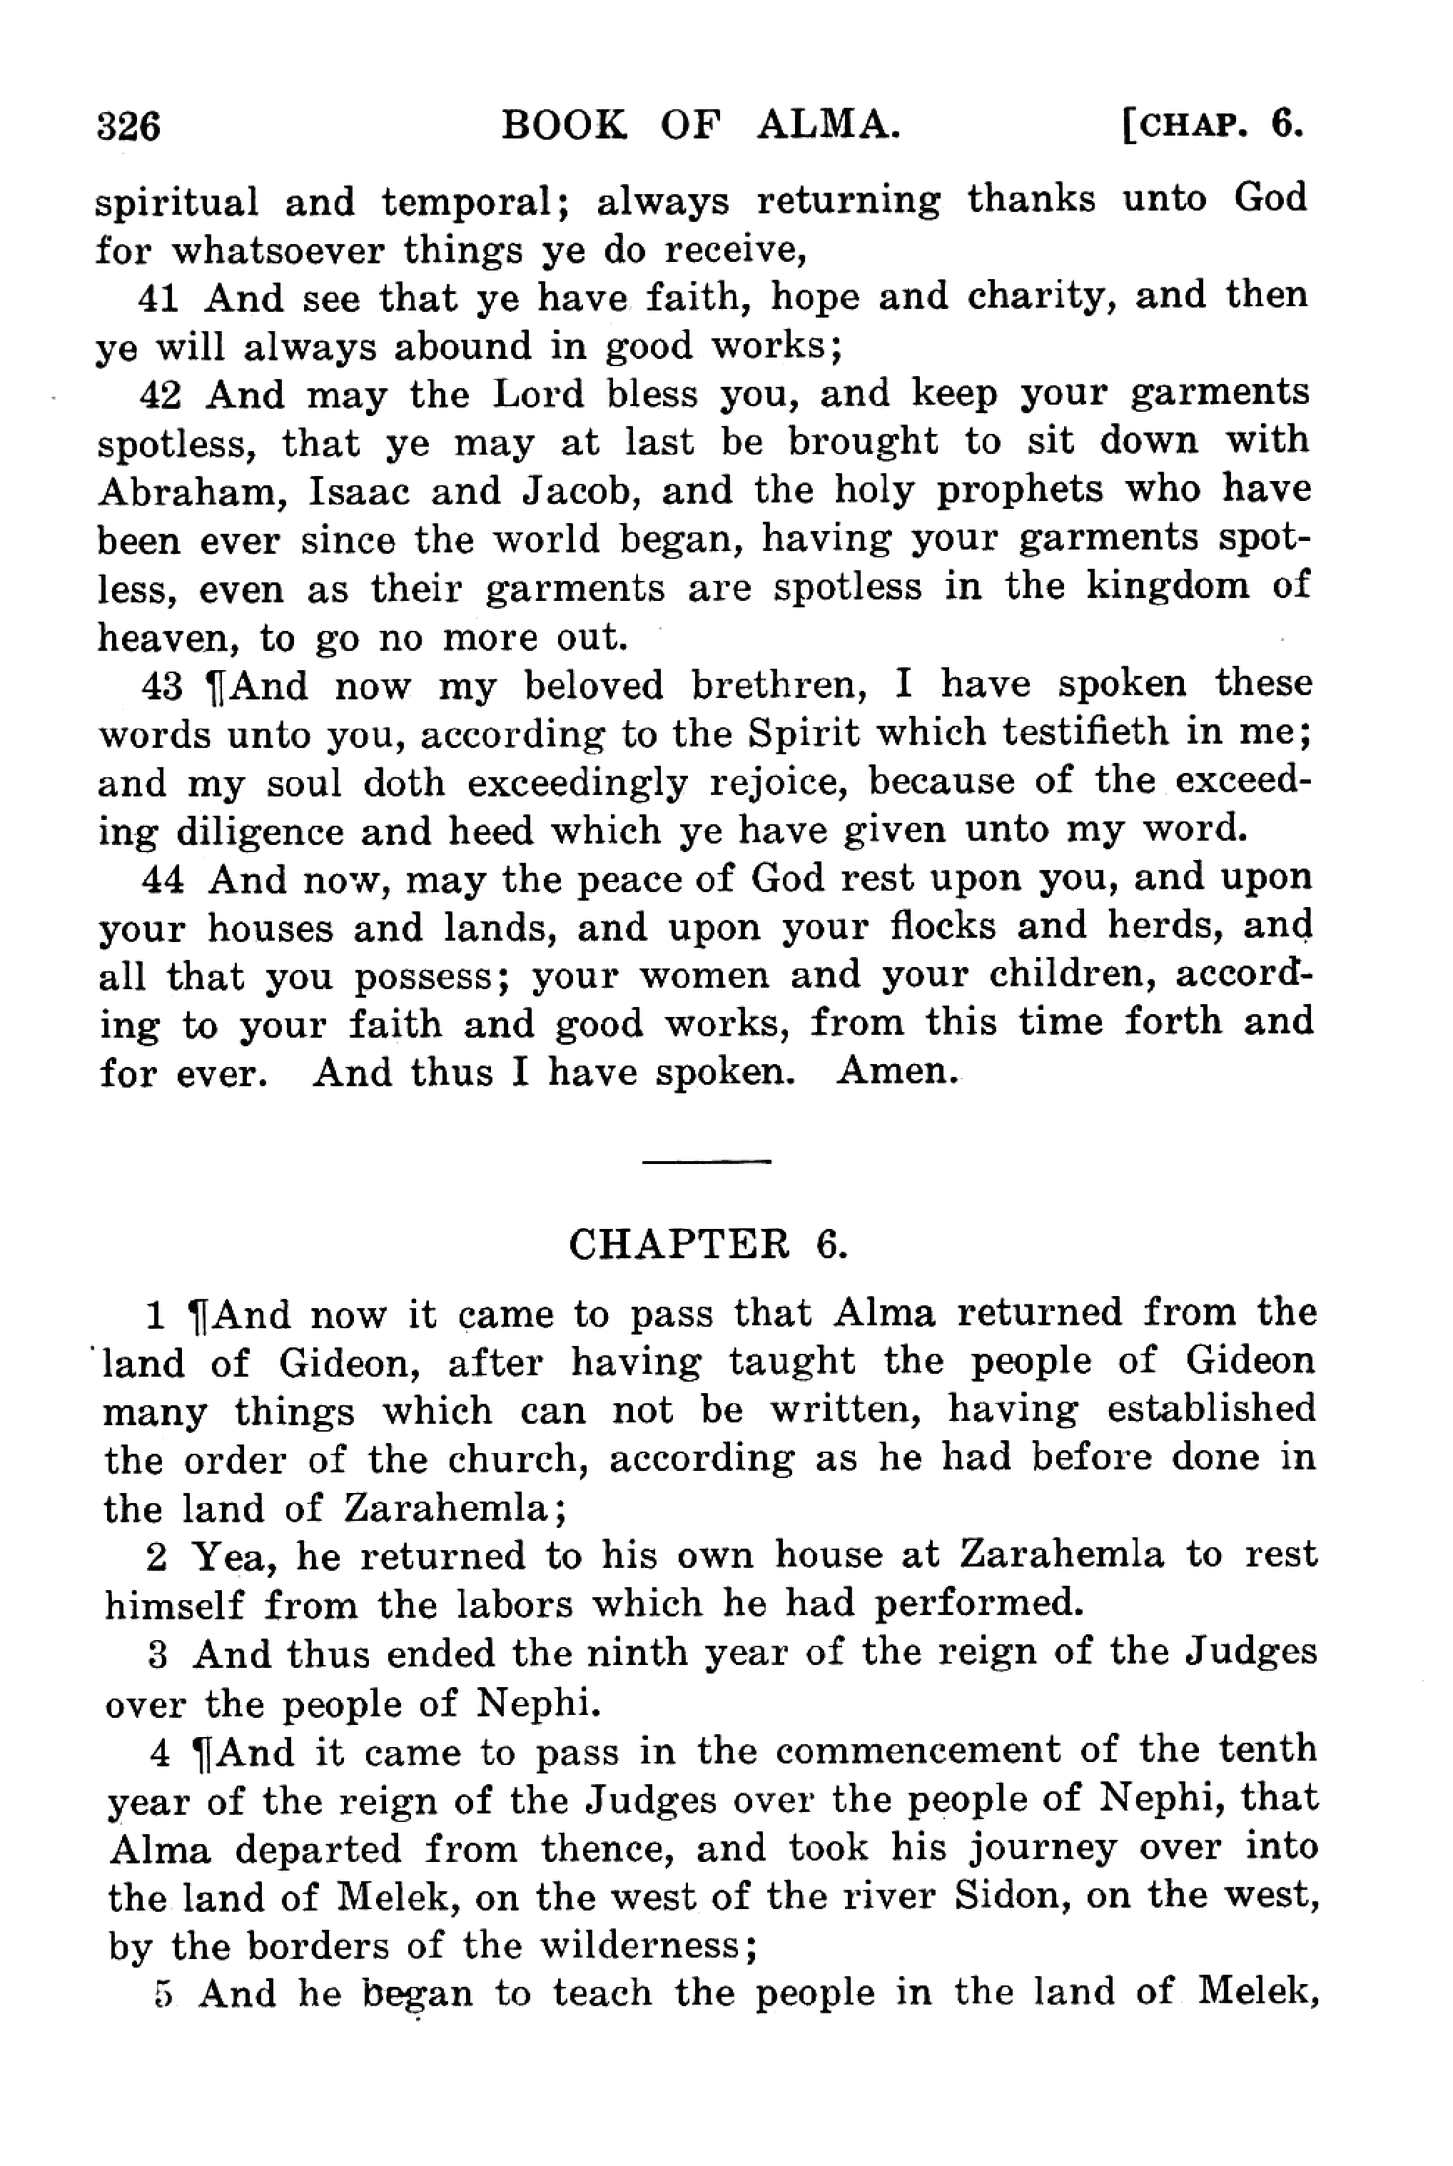 326 BOOK OF ALMA. [CHAP. 6.
spiritual and temporal; always returning thanks unto God
for whatsoever things ye do receive,
41 And see that ye have faith, hope and charity, and then
ye will always abound in good works;
42 And may the Lord bless you, and keep your garments
spotless, that ye may at last be brought to sit down with
Abraham, Isaac and Jacob, and the holy prophets who have
been ever since the world began, having your garments spot-
less, even as their garments are spotless in the kingdom of
heaven, to go no more out.
43 ¶And now my beloved brethren, I have spoken these
words unto you, according to the Spirit which testifieth in me;
and my soul doth exceedingly rejoice, because of the exceed-
ing diligence and heed which ye have given unto my word.
44 And now, may the peace of God rest upon you, and upon
your houses and lands, and upon your flocks and herds, and
all that you possess; your women and your children, accord-
ing to your faith and good works, from this time forth and
for ever. And thus I have spoken. Amen.
CHAPTER 6.
1 ¶And now it came to pass that Alma returned from the
land of Gideon, after having taught the people of Gideon
many things which can not be written, having established
the order of the church, according as he had before done in
the land of Zarahemla;
2 Yea, he returned to his own house at Zarahemla to rest
himself from the labors which he had performed.
3 And thus ended the ninth year of the reign of the Judges
over the people of Nephi.
4 ¶And it came to pass in the commencement of the tenth
year of the reign of the Judges over the people of Nephi, that
Alma departed from thence, and took his journey over into
the land of Melek, on the west of the river Sidon, on the west,
by the borders of the wilderness;
5 And he began to teach the people in the land of Melek,